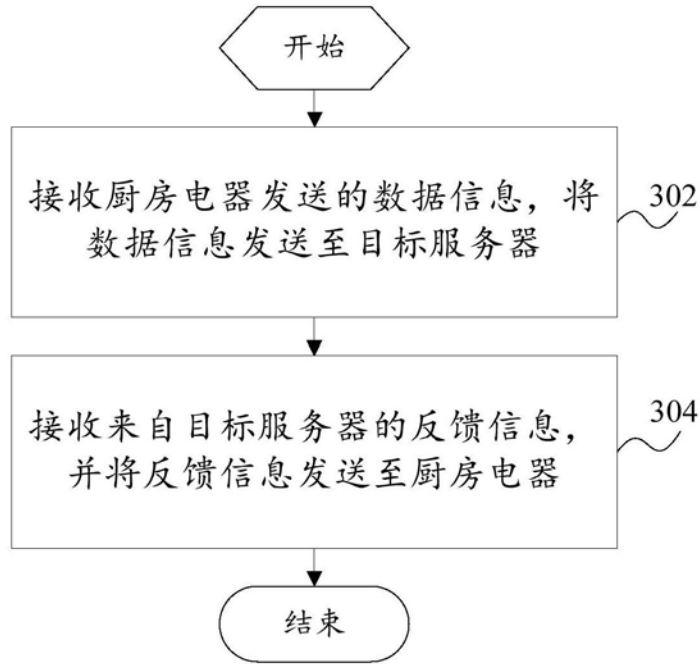 开始
接收厨房电器发送的数据信息，将
数据信息发送至目标服务器
302
接收来自目标服务器的反馈信息，
并将反馈信息发送至厨房电器
304
结束